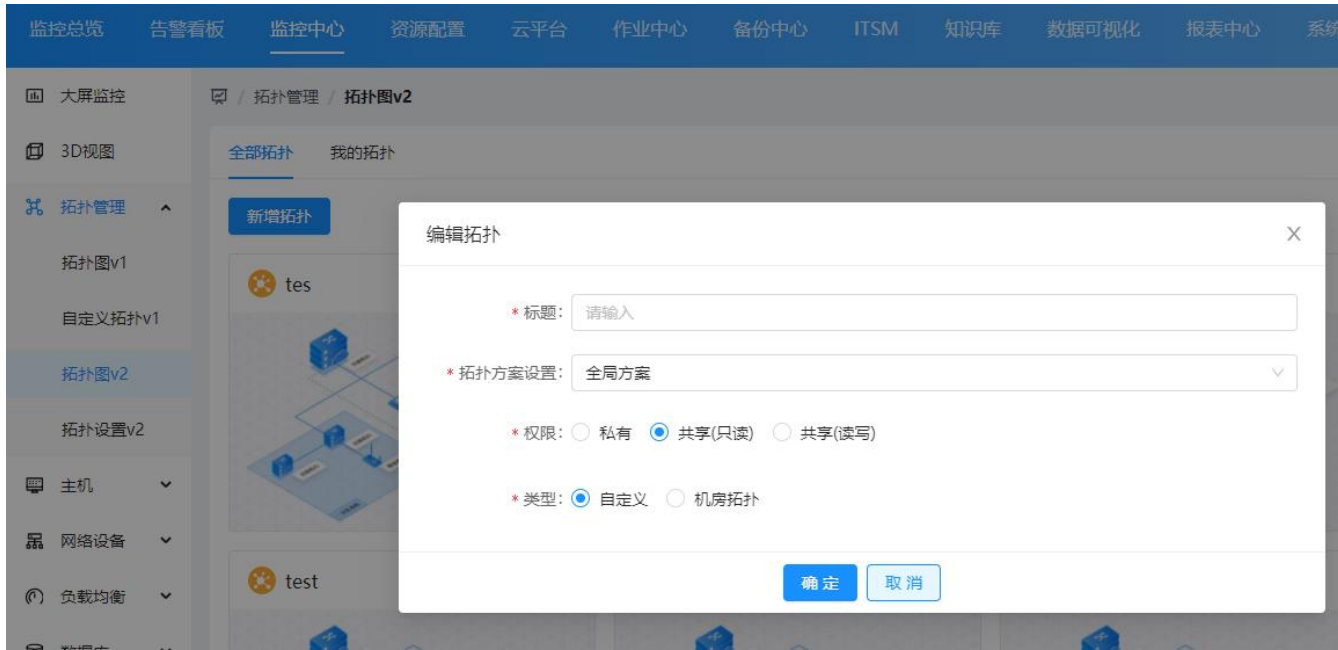 监控总览 告警看板 监控中心 资源配置 云平台 作业中心 备份中心 ITSM 知识库 数据可视化 报表中心 系统
大屏监控
/ 拓扑管理 / 拓扑图v2
3D视图
全部拓扑 我的拓扑
拓扑管理
新增拓扑
编辑拓扑
拓扑图v1
tes
* 标题: 请输入
自定义拓扑v1
拓扑图v2
* 拓扑方案设置: 全局方案
拓扑设置v2
* 权限: 私有 共享(只读) 共享(读写)
主机
* 类型: 自定义 机房拓扑
网络设备
test
确 定 取 消
负载均衡
数据库